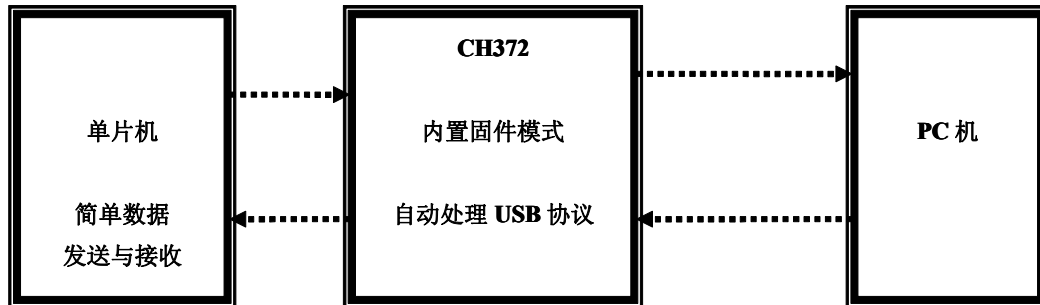 单片机
简单数据
发送与接收
CH372
内置固件模式
自动处理 USB 协议
PC 机